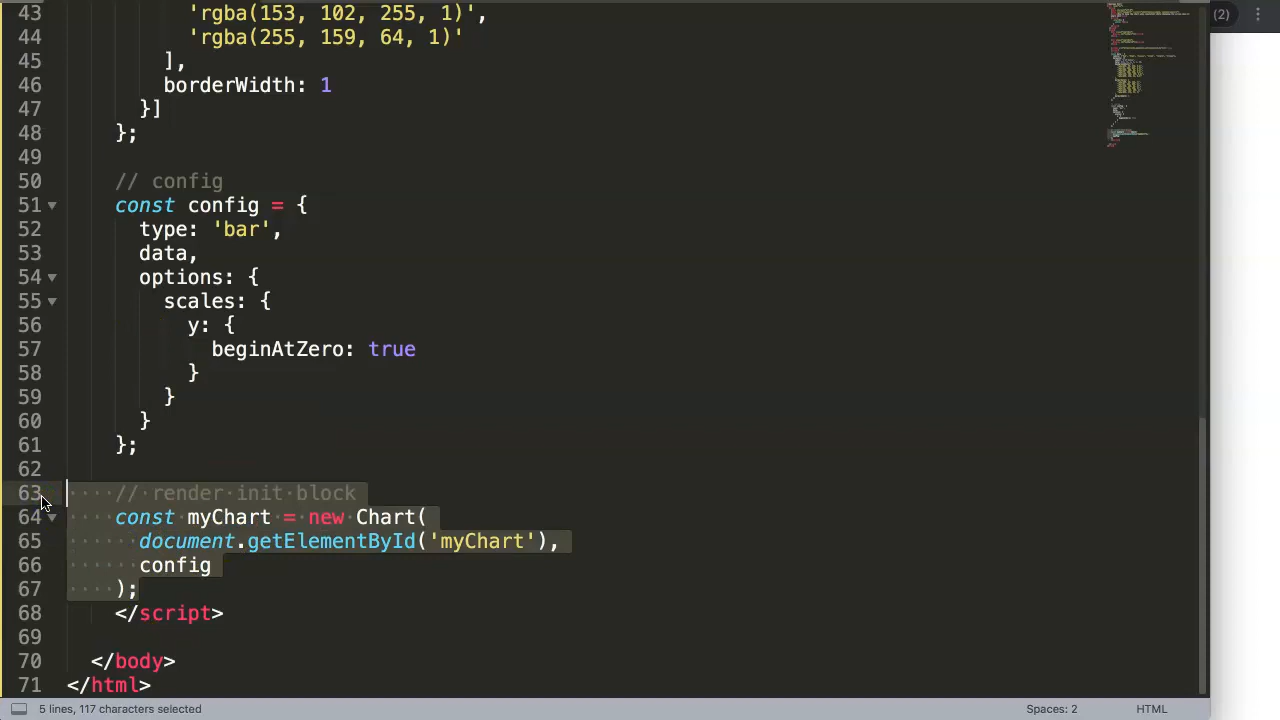 (2)
43 'rgba(153, 102, 255, 1)',
44 'rgba(255, 159, 64, 1)'
45 ],
46 borderWidth: 1
47 }]
48 };
49
50 // config
51 const config = {
52 type: 'bar',
53 data,
54 options: {
55 scales: {
56 y: {
57 beginAtZero: true
58 }
59 }
60 }
61 };
62
63 // render init block
64 const myChart = new Chart(
65 document.getElementById('myChart'),
66 config
67 );
68 </script>
69
70 </body>
71 </html>
5 lines, 117 characters selected Spaces: 2 HTML